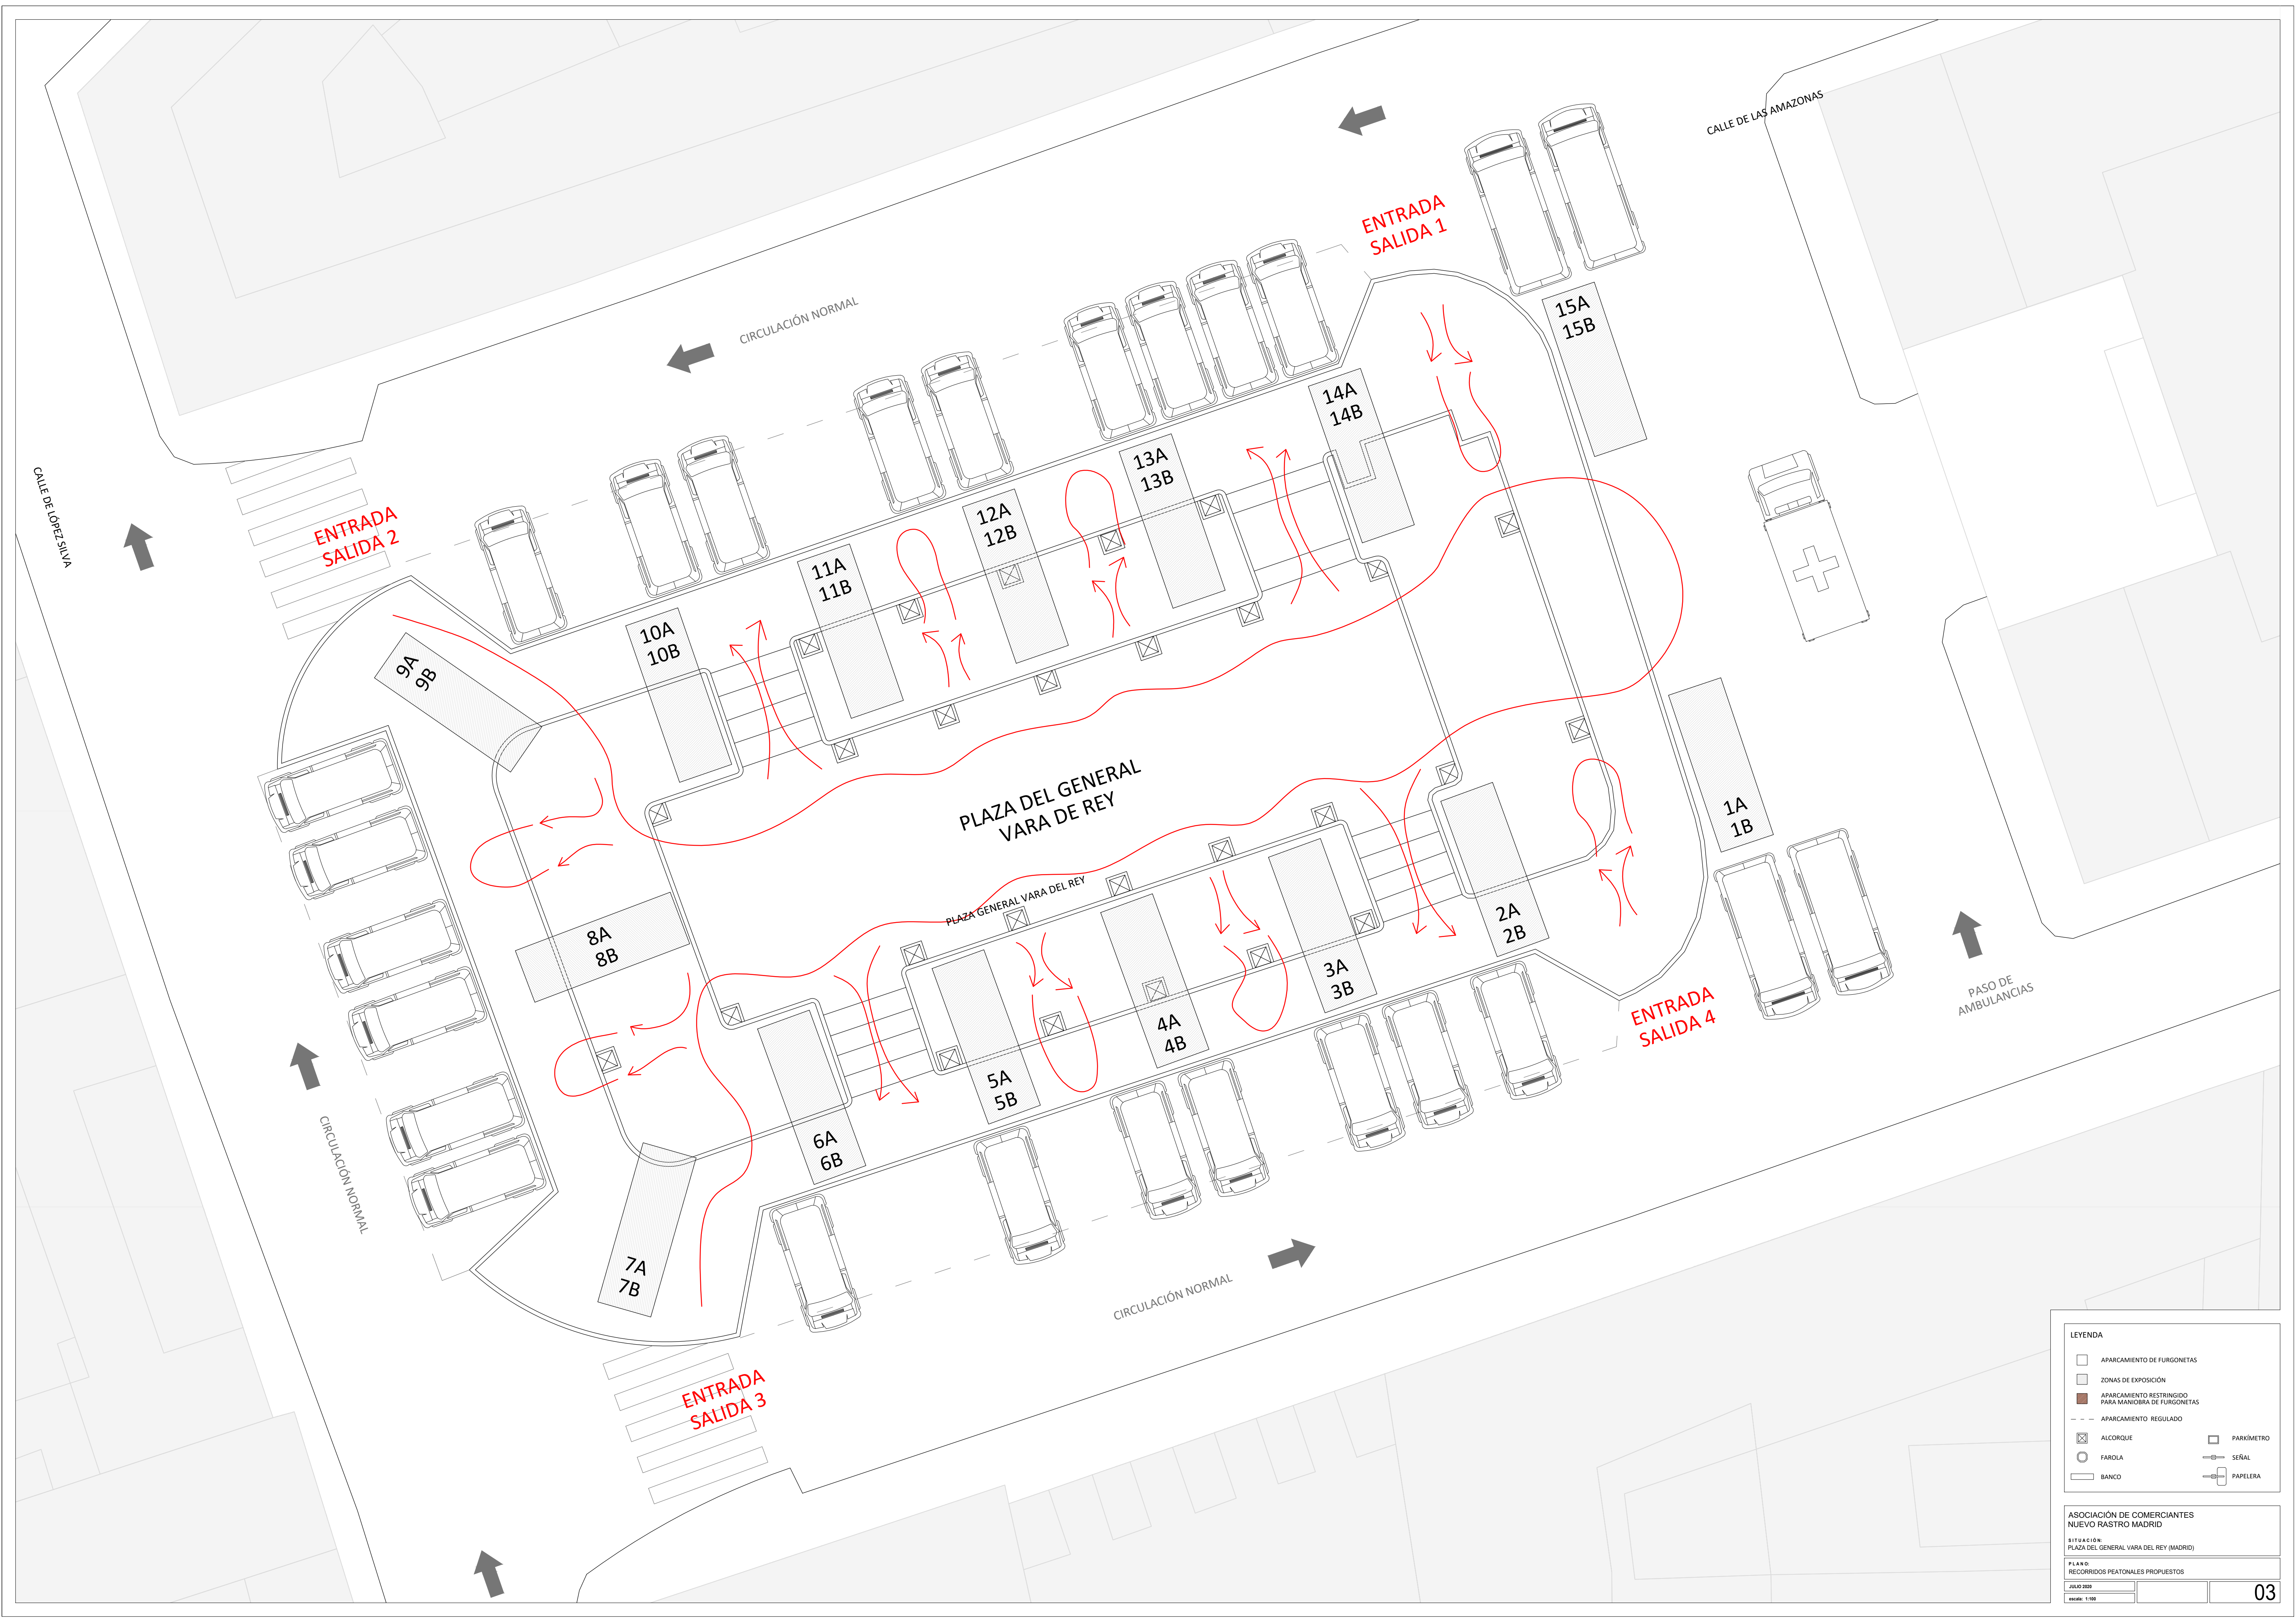 CALLE DE LAS AMAZONAS
ENTRADA
SALIDA 1
CIRCULACIÓN NORMAL
CALLE DE LÓPEZ SILVA
ENTRADA
SALIDA 2
15A
15B
14A
14B
13A
13B
12A
12B
11A
11B
10A
10B
9A
9B
PLAZA DEL GENERAL
VARA DE REY
PLAZA GENERAL VARA DEL REY
1A
1B
2A
2B
3A
3B
4A
4B
5A
5B
6A
6B
7A
7B
8A
8B
ENTRADA
SALIDA 4
PASO DE
AMBULANCIAS
CIRCULACIÓN NORMAL
CIRCULACIÓN NORMAL
ENTRADA
SALIDA 3
LEYENDA
APARCAMIENTO DE FURGONETAS
ZONAS DE EXPOSICIÓN
APARCAMIENTO RESTRINGIDO
PARA MANIOBRA DE FURGONETAS
APARCAMIENTO REGULADO
ALCORQUE
PARKÍMETRO
FAROLA
SEÑAL
BANCO
PAPELERA
ASOCIACIÓN DE COMERCIANTES
NUEVO RASTRO MADRID
SITUACIÓN:
PLAZA DEL GENERAL VARA DEL REY (MADRID)
PLANO:
RECORRIDOS PEATONALES PROPUESTOS
JULIO 2020
escala: 1:100
03